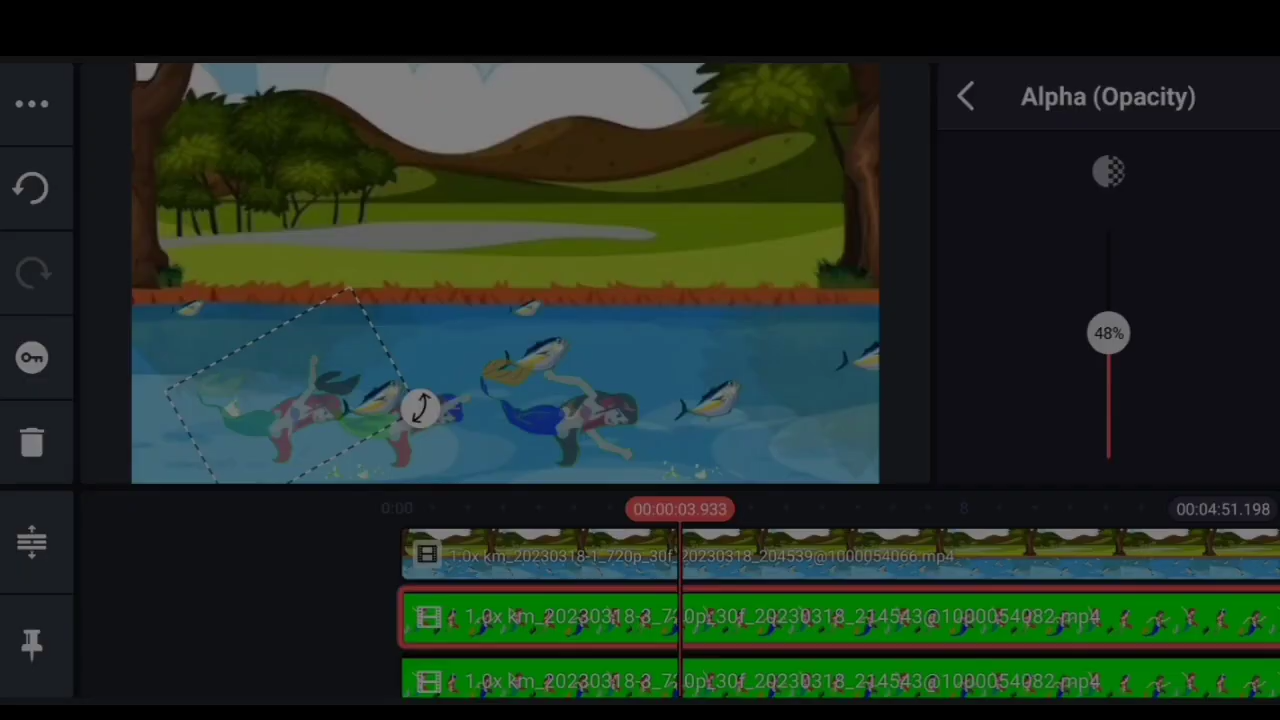 Alpha (Opacity)
48%
0:00
00:00:03.933
8
00:04:51.198
1.0x km_20230318-1_720p_30f_20230318_204539@1000054066.mp4
1.0x km_20230318-3_720p_30f_20230318_214543@1000054082.mp4
1.0x km_20230318-3_720p_30f_20230318_214543@1000054082.mp4